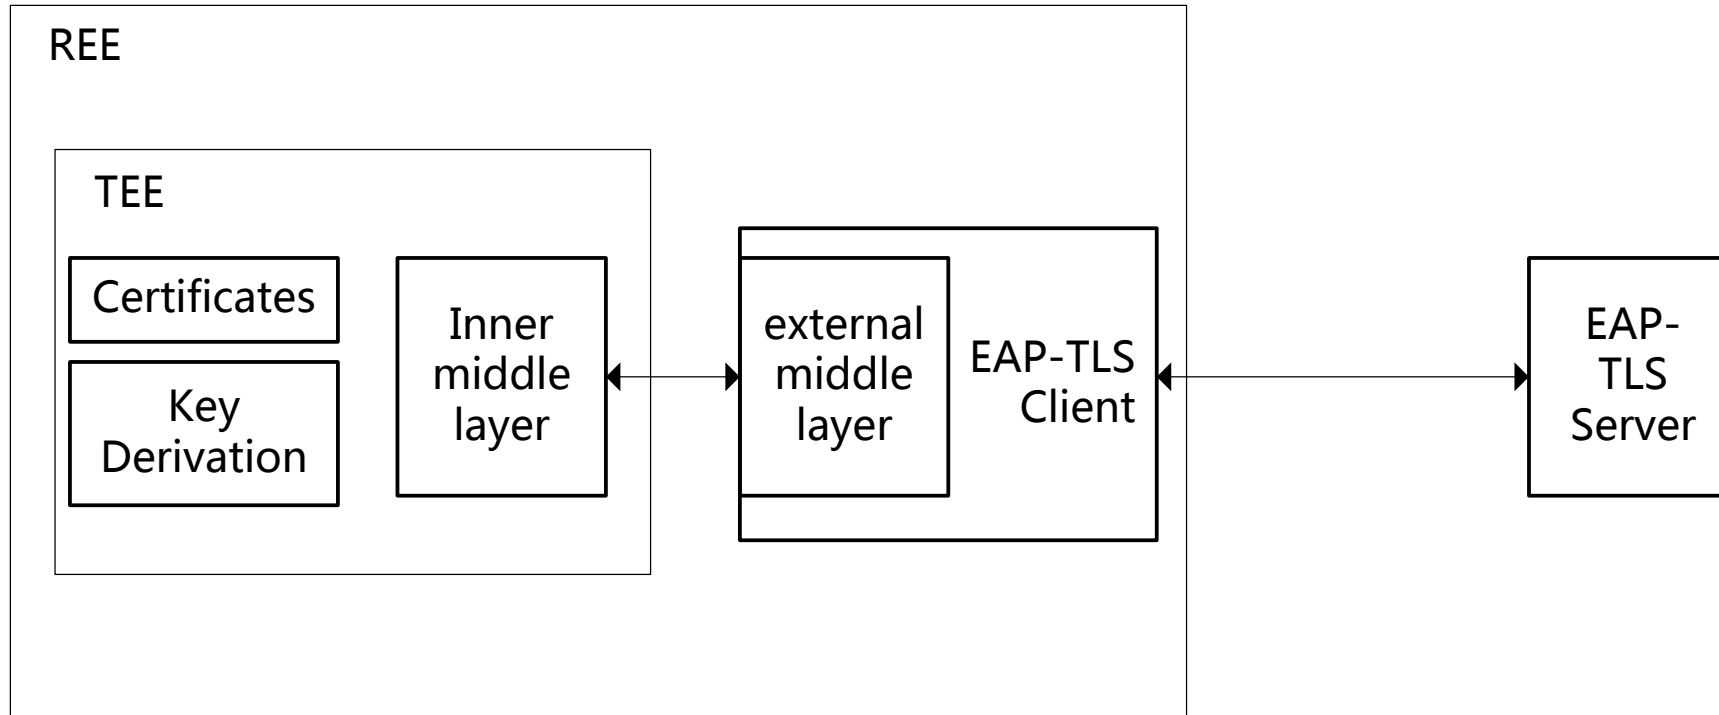 REE
TEE
Certificates
Key
Derivation
Inner
middle
layer
external
middle
layer
EAP-TLS
Client
EAP-
TLS
Server